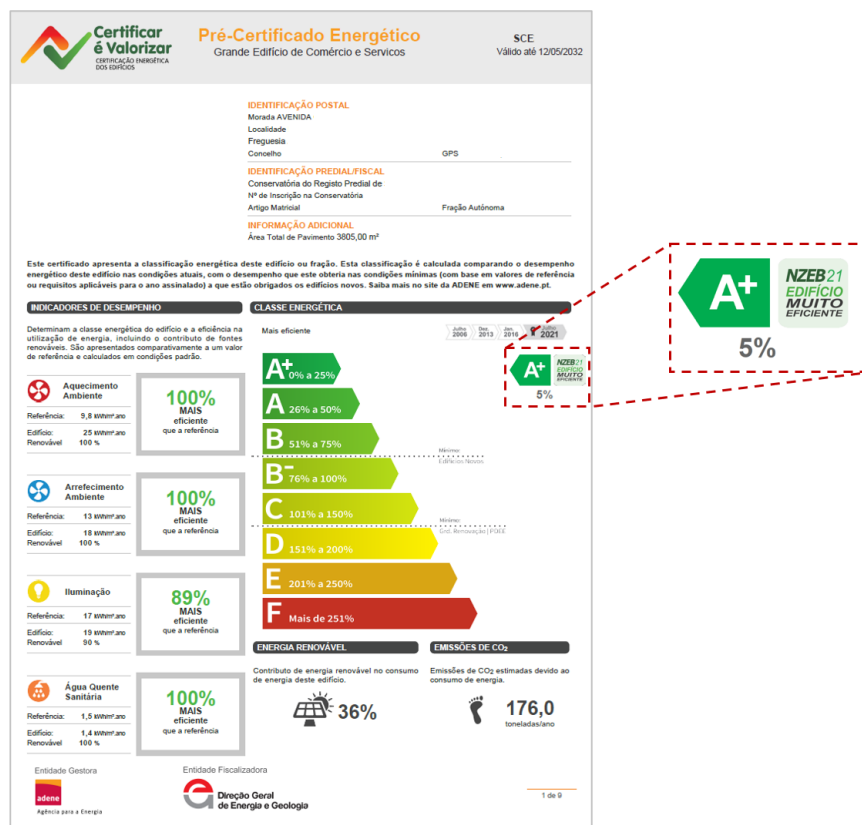 Certificar
é Valorizar
CERTIFICAÇÃO ENERGÉTICA
DOS EDIFÍCIOS
Pré-Certificado Energético
Grande Edifício de Comércio e Servicos
SCE
Válido até 12/05/2032
IDENTIFICAÇÃO POSTAL
Morada AVENIDA
Localidade
Freguesia
Concelho GPS
IDENTIFICAÇÃO PREDIAL/FISCAL
Conservatória do Registo Predial de
Nº de Inscrição na Conservatória
Artigo Matricial Fração Autónoma
INFORMAÇÃO ADICIONAL
Área Total de Pavimento 3805,00 m²
Este certificado apresenta a classificação energética deste edifício ou fração. Esta classificação é calculada comparando o desempenho
energético deste edifício nas condições atuais, com o desempenho que este obteria nas condições mínimas (com base em valores de referência
ou requisitos aplicáveis para o ano assinalado) a que estão obrigados os edifícios novos. Saiba mais no site da ADENE em www.adene.pt.
INDICADORES DE DESEMPENHO
Determinam a classe energética do edifício e a eficiência na
utilização de energia, incluindo o contributo de fontes
renováveis. São apresentados comparativamente a um valor
de referência e calculados em condições padrão.
Aquecimento
Ambiente
Referência: 9,8 kWh/m².ano
Edifício: 25 kWh/m².ano
Renovável 100 %
100%
MAIS
eficiente
que a referência
Arrefecimento
Ambiente
Referência: 13 kWh/m².ano
Edifício: 18 kWh/m².ano
Renovável 100 %
100%
MAIS
eficiente
que a referência
Iluminação
Referência: 17 kWh/m².ano
Edifício: 19 kWh/m².ano
Renovável 90 %
89%
MAIS
eficiente
que a referência
Água Quente
Sanitária
Referência: 1,5 kWh/m².ano
Edifício: 1,4 kWh/m².ano
Renovável 100 %
100%
MAIS
eficiente
que a referência
CLASSE ENERGÉTICA
Mais eficiente
Julho 2006
Dez. 2013
Jan. 2016
Julho 2021
A+ 0% a 25%
A 26% a 50%
B 51% a 75%
Mínimo:
Edifícios Novos
B- 76% a 100%
C 101% a 150%
Mínimo:
Grd. Renovação | PDEE
D 151% a 200%
E 201% a 250%
F Mais de 251%
A+
NZEB21
EDIFÍCIO
MUITO
EFICIENTE
5%
ENERGIA RENOVÁVEL
Contributo de energia renovável no consumo
de energia deste edifício.
36%
EMISSÕES DE CO₂
Emissões de CO₂ estimadas devido ao
consumo de energia.
176,0
toneladas/ano
Entidade Gestora
adene
Agência para a Energia
Entidade Fiscalizadora
Direção Geral
de Energia e Geologia
1 de 9
A+
NZEB21
EDIFÍCIO
MUITO
EFICIENTE
5%